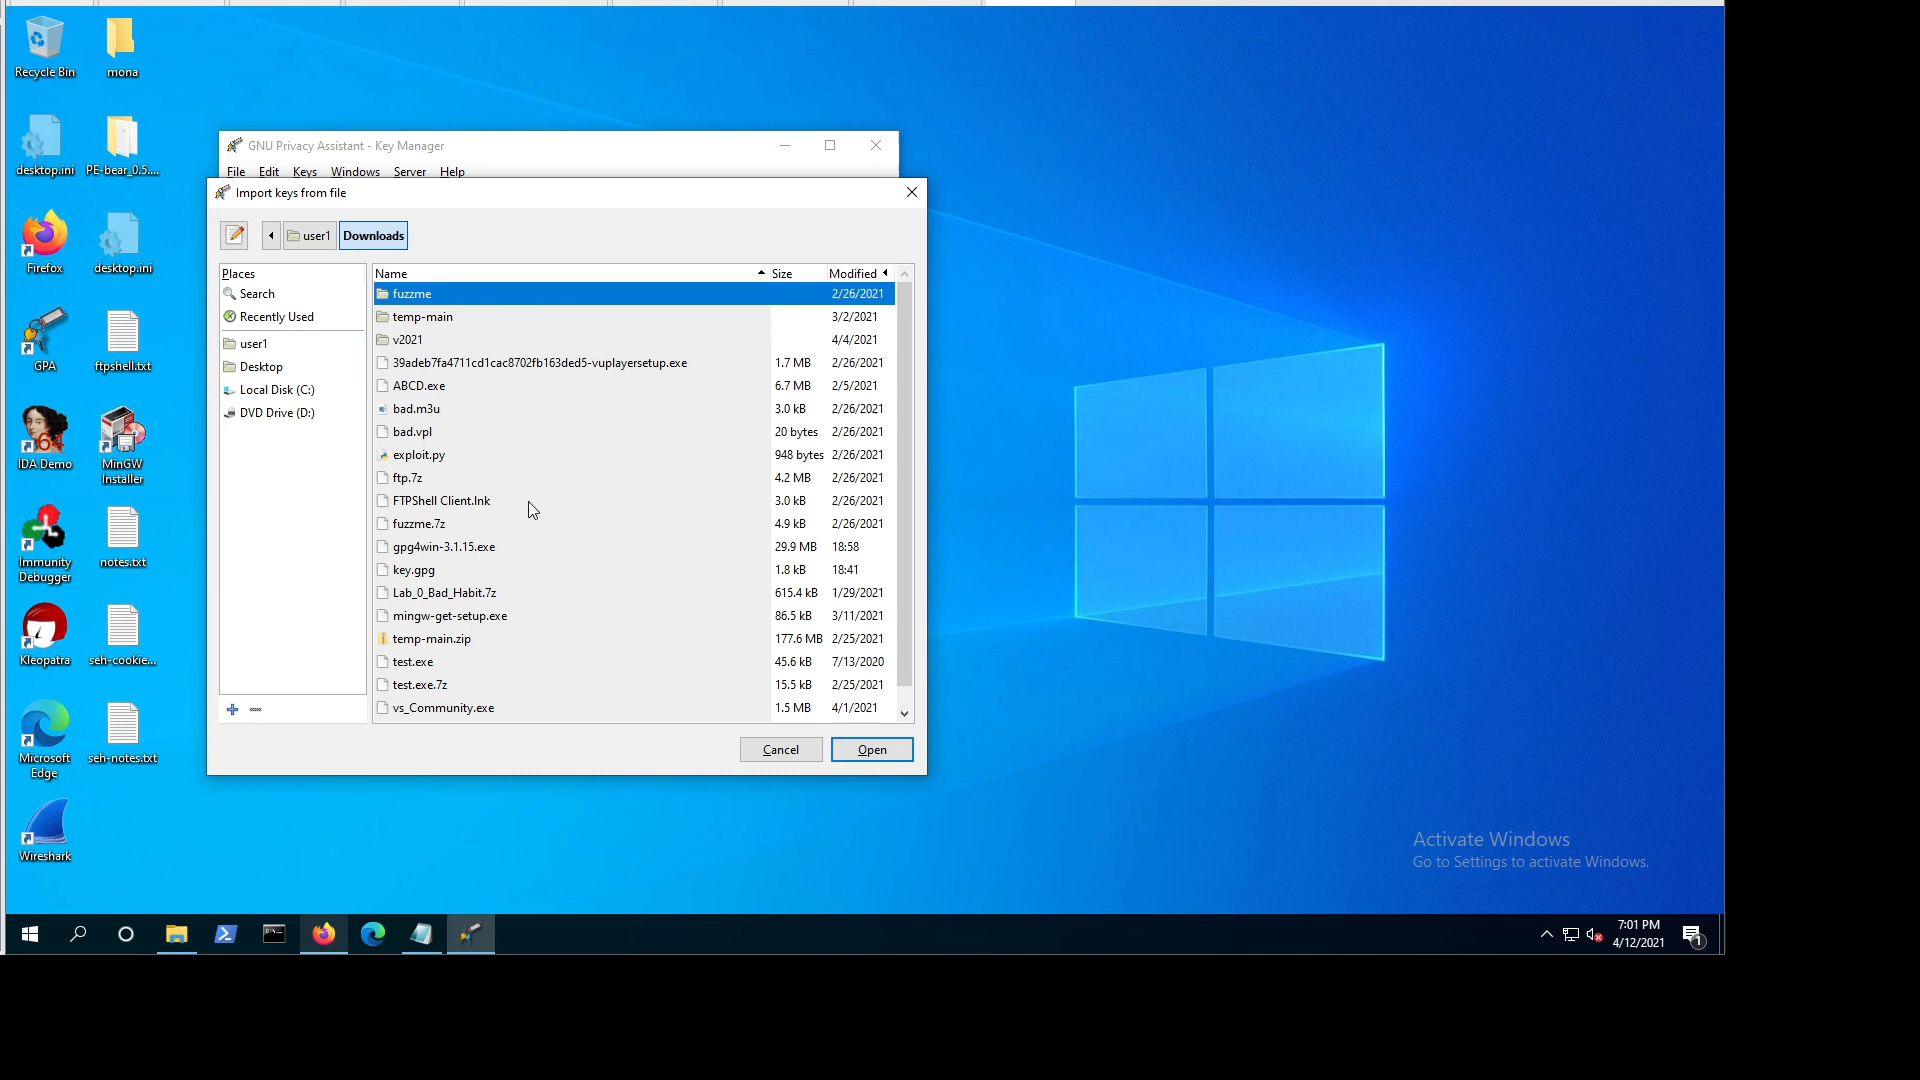 Recycle Bin
mona
desktop.ini
PE-bear_0.5....
Firefox
desktop.ini
GPA
ftpshell.txt
IDA Demo
MinGW
Installer
Immunity
Debugger
notes.txt
Kleopatra
seh-cookie...
Microsoft
Edge
seh-notes.txt
Wireshark
GNU Privacy Assistant - Key Manager
File Edit Keys Windows Server Help
Import keys from file
user1 Downloads
Places
Search
Recently Used
user1
Desktop
Local Disk (C:)
DVD Drive (D:)
Name Size Modified
fuzzme 2/26/2021
temp-main 3/2/2021
v2021 4/4/2021
39adeb7fa4711cd1cac8702fb163ded5-vuplayersetup.exe 1.7 MB 2/26/2021
ABCD.exe 6.7 MB 2/5/2021
bad.m3u 3.0 kB 2/26/2021
bad.vpl 20 bytes 2/26/2021
exploit.py 948 bytes 2/26/2021
ftp.7z 4.2 MB 2/26/2021
FTPShell Client.lnk 3.0 kB 2/26/2021
fuzzme.7z 4.9 kB 2/26/2021
gpg4win-3.1.15.exe 29.9 MB 18:58
key.gpg 1.8 kB 18:41
Lab_0_Bad_Habit.7z 615.4 kB 1/29/2021
mingw-get-setup.exe 86.5 kB 3/11/2021
temp-main.zip 177.6 MB 2/25/2021
test.exe 45.6 kB 7/13/2020
test.exe.7z 15.5 kB 2/25/2021
vs_Community.exe 1.5 MB 4/1/2021
Cancel Open
Activate Windows
Go to Settings to activate Windows.
7:01 PM
4/12/2021
1
64